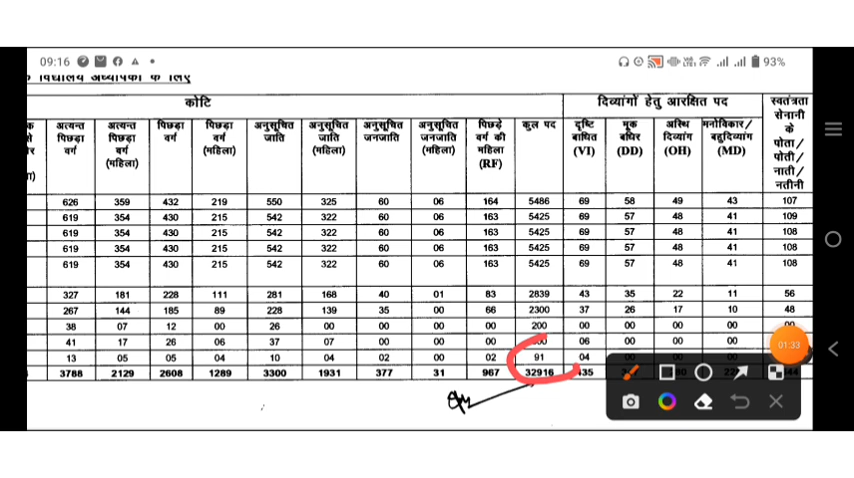 09:16 93%
विद्यालय अध्यापकों के लिए
कोटि दिव्यांगों हेतु आरक्षित पद स्वतंत्रता सेनानी के पोता/ पोती/ नाती/ नतीनी
अत्यन्त पिछड़ा वर्ग अत्यन्त पिछड़ा वर्ग (महिला) पिछड़ा वर्ग पिछड़ा वर्ग (महिला) अनुसूचित जाति अनुसूचित जाति (महिला) अनुसूचित जनजाति अनुसूचित जनजाति (महिला) पिछड़े वर्ग की महिला (RF) कुल पद दृष्टि बाधित (VI) मूक बधिर (DD) अस्थि दिव्यांग (OH) मनोविकार/ बहुदिव्यांग (MD)
626 359 432 219 550 325 60 06 164 5486 69 58 49 43 107
619 354 430 215 542 322 60 06 163 5425 69 57 48 41 109
619 354 430 215 542 322 60 06 163 5425 69 57 48 41 108
619 354 430 215 542 322 60 06 163 5425 69 57 48 41 108
619 354 430 215 542 322 60 06 163 5425 69 57 48 41 108
327 181 228 111 281 168 40 01 83 2839 43 35 22 11 56
267 144 185 89 228 139 35 00 66 2300 37 26 17 10 48
38 07 12 00 26 00 00 00 00 200 00 00 00 00 00
41 17 26 06 37 07 00 00 00 06 00 00 00
13 05 05 04 10 04 02 00 02 91 04
3788 2129 2608 1289 3300 1931 377 31 967 32916
01:33